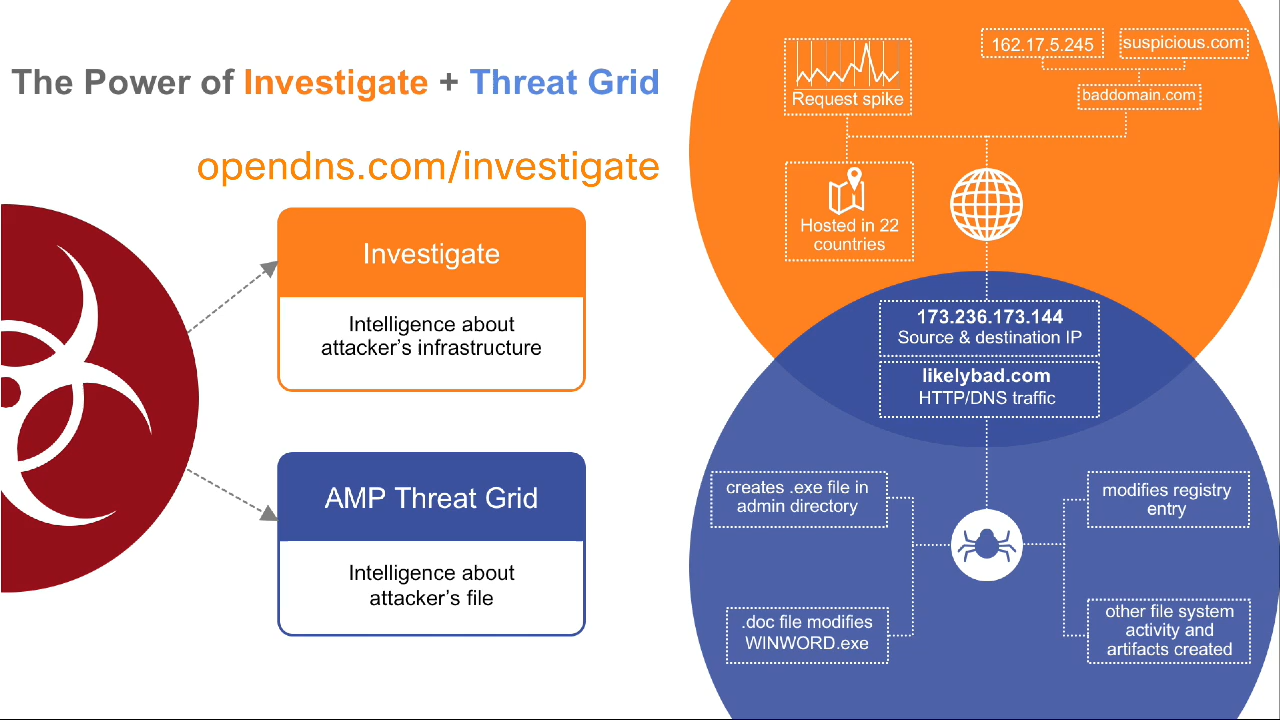 The Power of Investigate + Threat Grid
opendns.com/investigate
Investigate
Intelligence about
attacker's infrastructure
AMP Threat Grid
Intelligence about
attacker's file
Request spike
162.17.5.245
suspicious.com
baddomain.com
Hosted in 22
countries
173.236.173.144
Source & destination IP
likelybad.com
HTTP/DNS traffic
creates .exe file in
admin directory
modifies registry
entry
.doc file modifies
WINWORD.exe
other file system
activity and
artifacts created